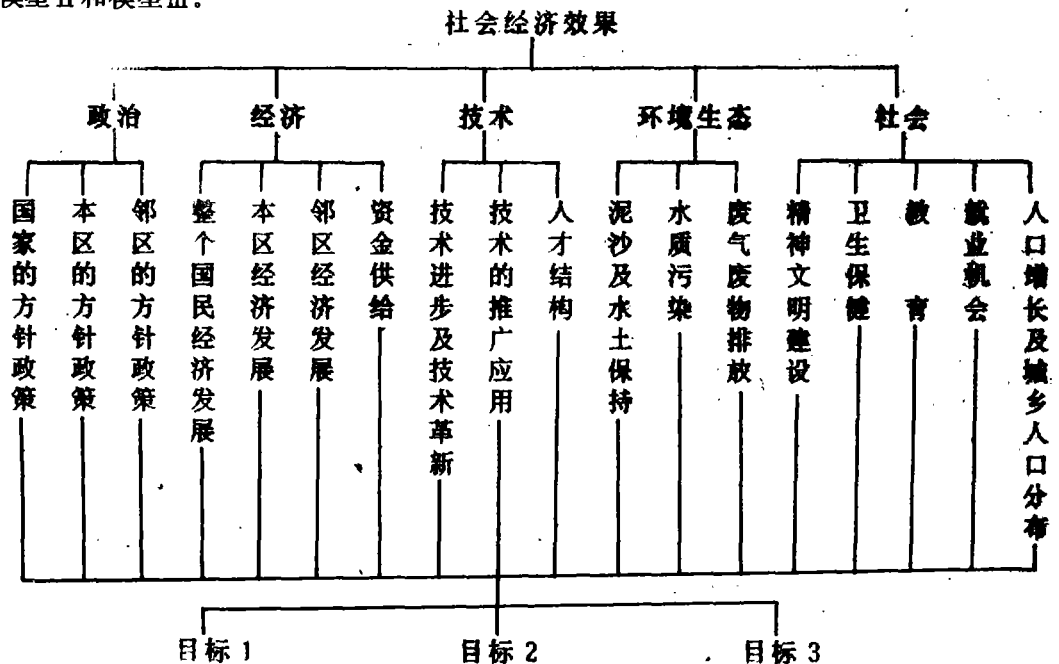 模型Ⅱ和模型Ⅲ.
社会经济效果
政治
经济
技术
环境生态
社会
国家的方针政策
本区的方针政策
邻区的方针政策
整个国民经济发展
本区经济发展
邻区经济发展
资金供给
技术进步及技术革新
技术的推广应用
人才结构
泥沙及水土保持
水质污染
废气废物排放
精神文明建设
卫生保健
教育
就业机会
人口增长及城乡人口分布
目标1
目标2
目标3